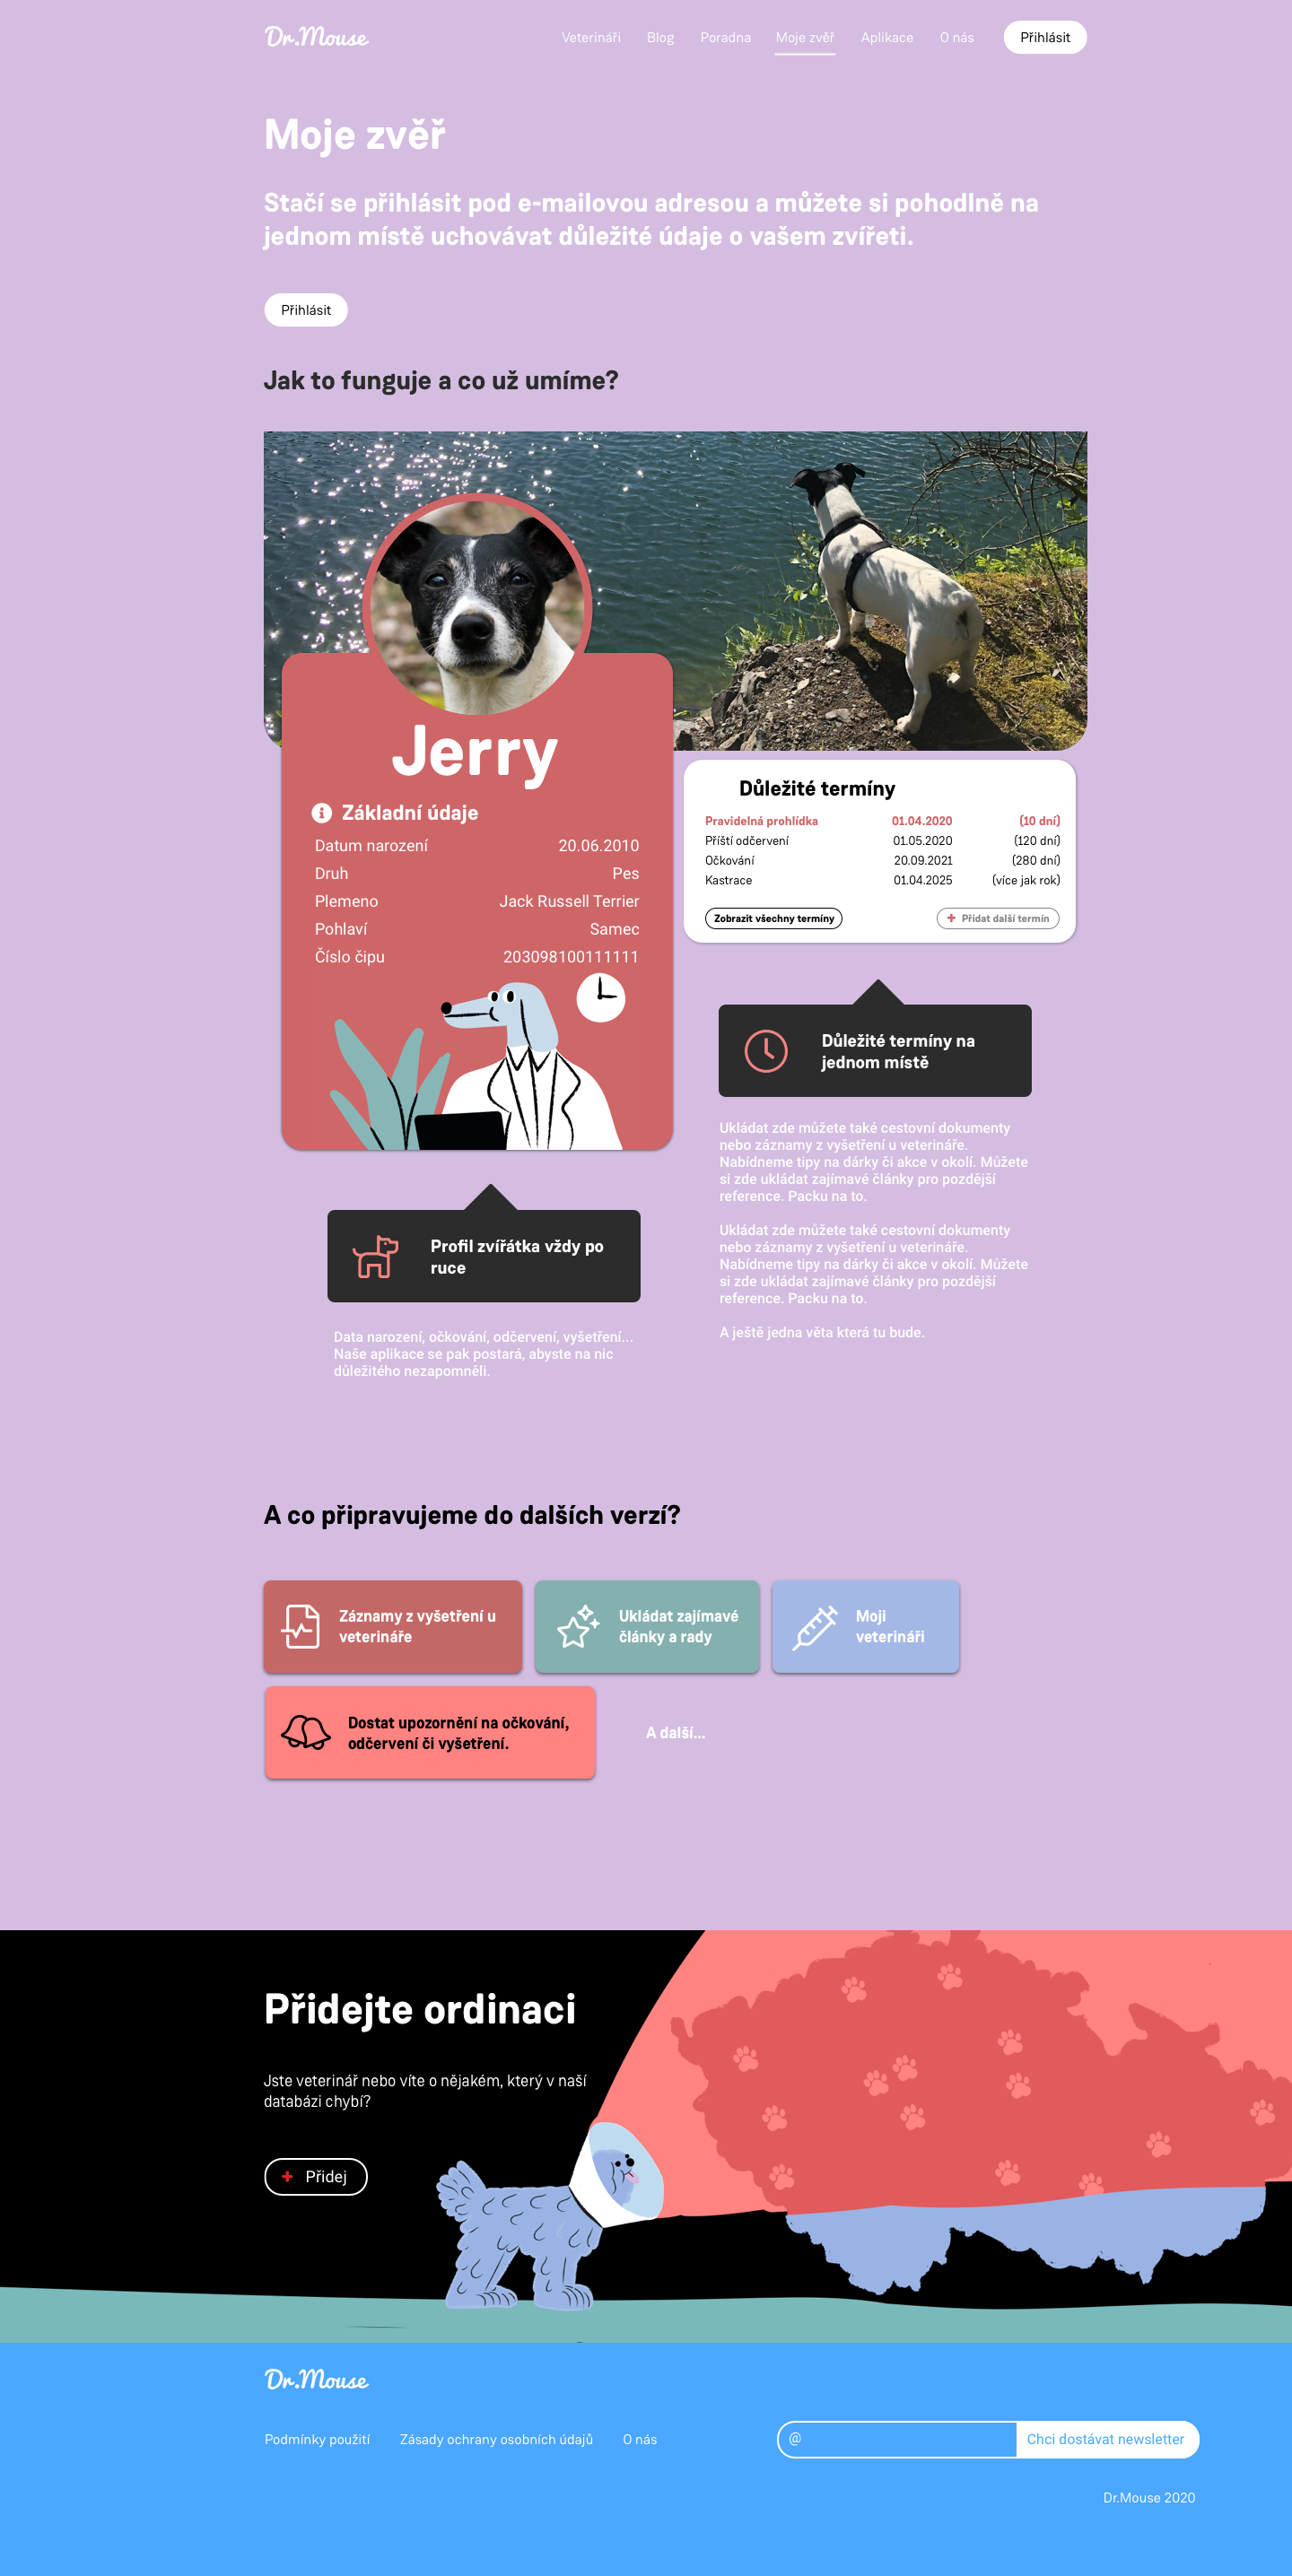 Dr.Mouse
Veterináři
Blog
Poradna
Moje zvěř
Aplikace
O nás
Přihlásit
Moje zvěř
Stačí se přihlásit pod e-mailovou adresou a můžete si pohodlně na
jednom místě uchovávat důležité údaje o vašem zvířeti.
Přihlásit
Jak to funguje a co už umíme?
Jerry
Základní údaje
Datum narození 20.06.2010
Druh Pes
Plemeno Jack Russell Terrier
Pohlaví Samec
Číslo čipu 203098100111111
Důležité termíny
Pravidelná prohlídka 01.04.2020 (10 dní)
Příští odčervení 01.05.2020 (120 dní)
Očkování 20.09.2021 (280 dní)
Kastrace 01.04.2025 (více jak rok)
Zobrazit všechny termíny
Přidat další termín
Důležité termíny na
jednom místě
Ukládat zde můžete také cestovní dokumenty
nebo záznamy z vyšetření u veterináře.
Nabídneme tipy na dárky či akce v okolí. Můžete
si zde ukládat zajímavé články pro pozdější
reference. Packu na to.
Ukládat zde můžete také cestovní dokumenty
nebo záznamy z vyšetření u veterináře.
Nabídneme tipy na dárky či akce v okolí. Můžete
si zde ukládat zajímavé články pro pozdější
reference. Packu na to.
A ještě jedna věta která tu bude.
Profil zvířátka vždy po
ruce
Data narození, očkování, odčervení, vyšetření...
Naše aplikace se pak postará, abyste na nic
důležitého nezapomněli.
A co připravujeme do dalších verzí?
Záznamy z vyšetření u
veterináře
Ukládat zajímavé
články a rady
Moji
veterináři
Dostat upozornění na očkování,
odčervení či vyšetření.
A další...
Přidejte ordinaci
Jste veterinář nebo víte o nějakém, který v naší
databázi chybí?
Přidej
Dr.Mouse
Podmínky použití
Zásady ochrany osobních údajů
O nás
@
Chci dostávat newsletter
Dr.Mouse 2020